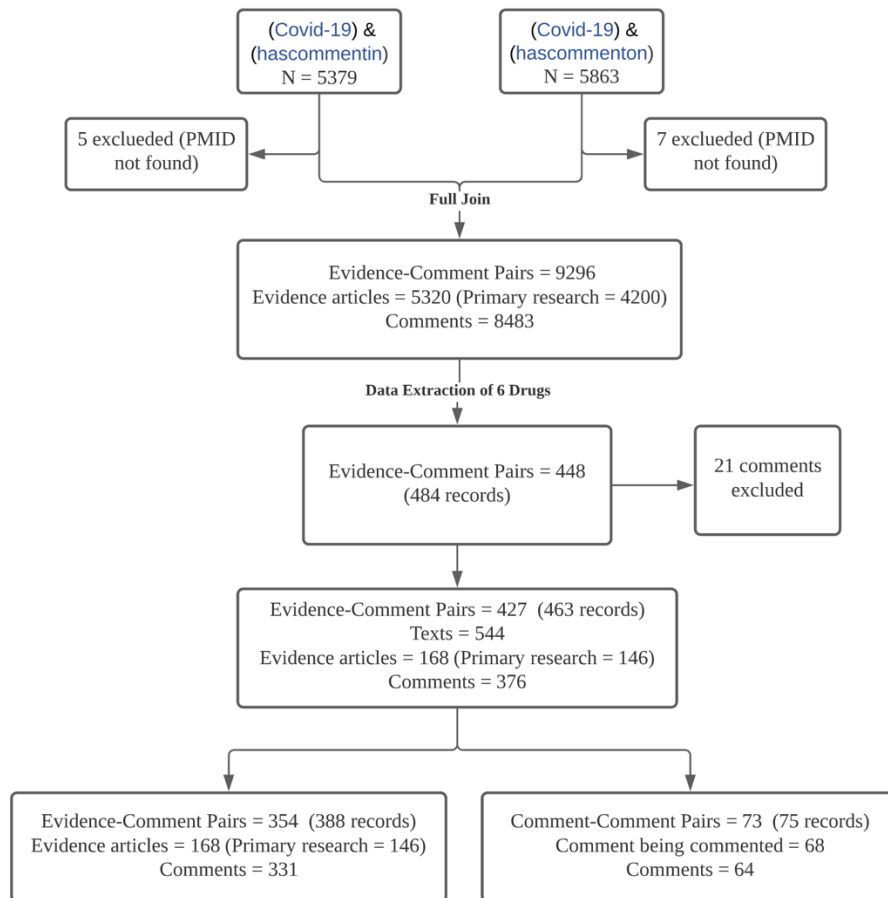 (Covid-19) &
(hascommentin)
N = 5379
(Covid-19) &
(hascommenton)
N = 5863
5 exclueded (PMID
not found)
7 exclueded (PMID
not found)
Full Join
Evidence-Comment Pairs = 9296
Evidence articles = 5320 (Primary research = 4200)
Comments = 8483
Data Extraction of 6 Drugs
Evidence-Comment Pairs = 448
(484 records)
21 comments
excluded
Evidence-Comment Pairs = 427 (463 records)
Texts = 544
Evidence articles = 168 (Primary research = 146)
Comments = 376
Evidence-Comment Pairs = 354 (388 records)
Evidence articles = 168 (Primary research = 146)
Comments = 331
Comment-Comment Pairs = 73 (75 records)
Comment being commented = 68
Comments = 64